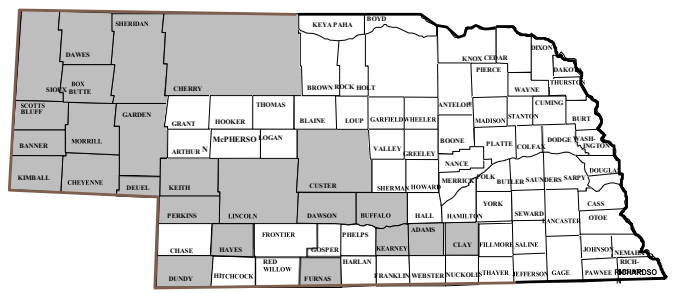 SHERIDAN
KEYA PAHA
BOYD
DAWES
SIOUX
BOX
BUTTE
CHERRY
BROWN
ROCK
HOLT
KNOX
CEDAR
DIXON
DAKOTA
THURSTON
PIERCE
WAYNE
ANTELOPE
MADISON
STANTON
CUMING
BURT
SCOTTS
BLUFF
GARDEN
GRANT
HOOKER
THOMAS
BLAINE
LOUP
GARFIELD
WHEELER
BANNER
MORRILL
ARTHUR
McPHERSO
N
LOGAN
VALLEY
GREELEY
BOONE
NANCE
PLATTE
COLFAX
DODGE
WASH-
INGTON
KIMBALL
CHEYENNE
DEUEL
KEITH
CUSTER
SHERMAN
HOWARD
MERRICK
POLK
BUTLER
SAUNDERS
SARPY
DOUGLA
PERKINS
LINCOLN
DAWSON
BUFFALO
HALL
HAMILTON
YORK
SEWARD
LANCASTER
CASS
OTOE
CHASE
HAYES
FRONTIER
GOSPER
PHELPS
KEARNEY
ADAMS
CLAY
FILLMORE
SALINE
JOHNSON
NEMAHA
DUNDY
HITCHCOCK
RED
WILLOW
FURNAS
HARLAN
FRANKLIN
WEBSTER
NUCKOLLS
THAYER
JEFFERSON
GAGE
PAWNEE
RICH-
RICHARDSO
N